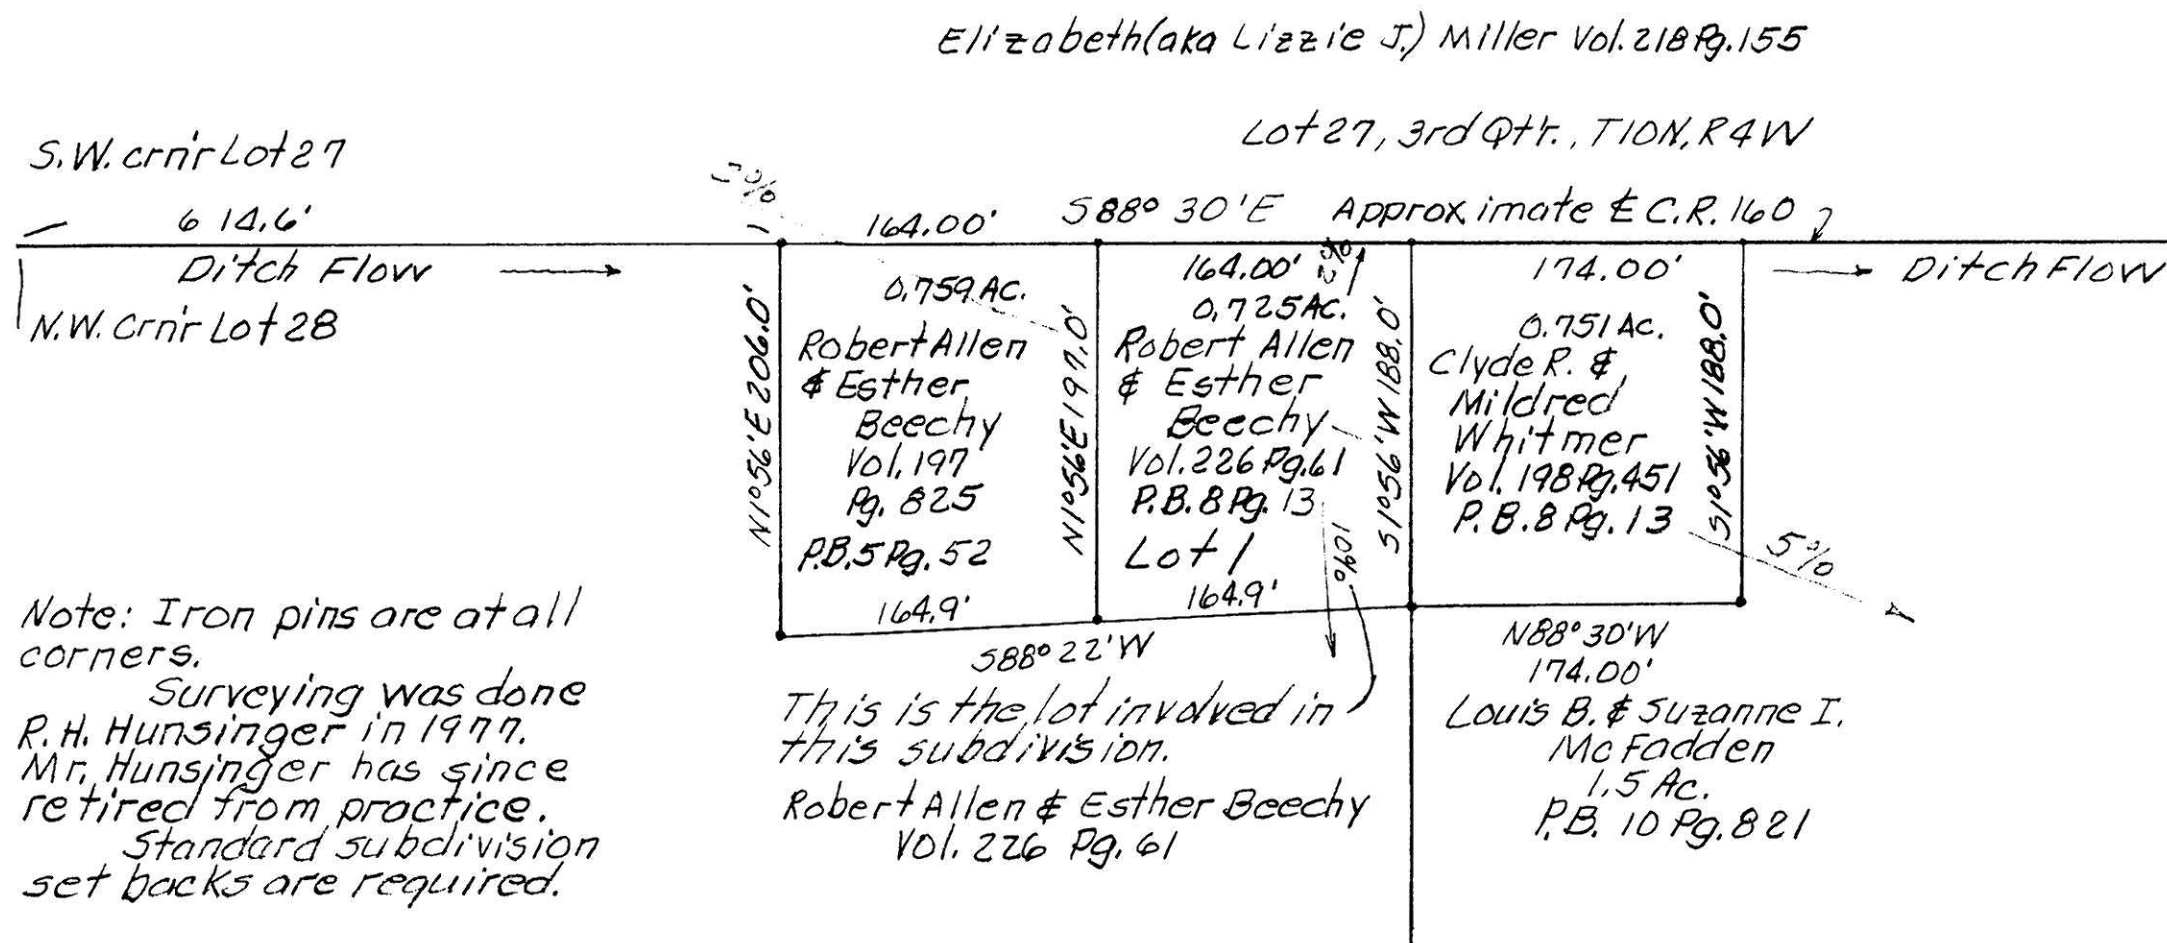 Elizabeth (aka Lizzie J.) Miller Vol. 218 Pg. 155
Lot 27, 3rd Qtr., T10N, R4W
S.W. crn'r Lot 27
614.6'
Ditch Flow
N.W. Crn'r Lot 28
164.00'
S88° 30'E
Approximate ℄ C.R. 160
Ditch Flow
N1°56'E 206.0'
0.759 AC.
Robert Allen
& Esther
Beechy
Vol. 197
Pg. 825
P.B. 5 Pg. 52
164.9'
N1°56'E 197.0'
164.00'
0.725 AC.
Robert Allen
& Esther
Beechy
Vol. 226 Pg. 61
P.B. 8 Pg. 13
Lot 1
164.9'
10%
S1°56'W 188.0'
174.00'
0.751 Ac.
Clyde R. &
Mildred
Whitmer
Vol. 198 Pg. 451
P.B. 8 Pg. 13
S1°56'W 188.0'
5%
S88° 22'W
N88° 30'W
174.00'
Louis B. & Suzanne I.
McFadden
1.5 Ac.
P.B. 10 Pg. 821
This is the lot involved in
this subdivision.
Robert Allen & Esther Beechy
Vol. 226 Pg. 61
Note: Iron pins are at all
corners.
Surveying was done
R. H. Hunsinger in 1977.
Mr. Hunsinger has since
retired from practice.
Standard subdivision
set backs are required.